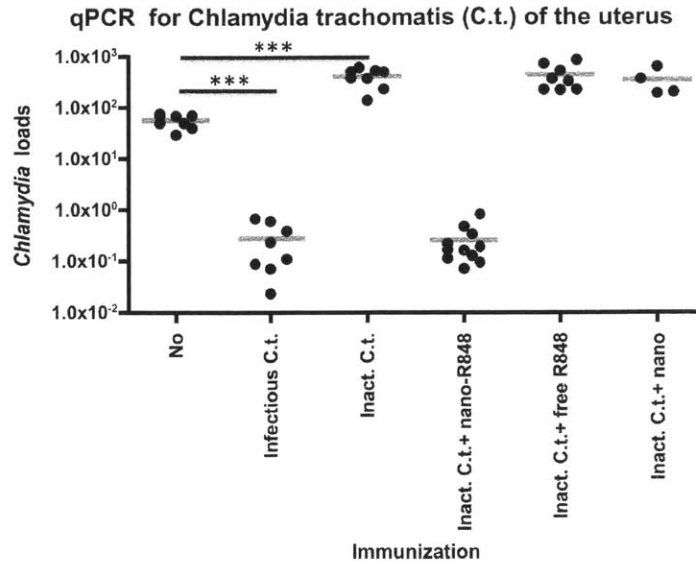 qPCR for Chlamydia trachomatis (C.t.) of the uterus
***
***
Chlamydia loads
1.0x10³
1.0x10²
1.0x10¹
1.0x10⁰
1.0x10⁻¹
1.0x10⁻²
No
Infectious C.t.
Inact. C.t.
Inact. C.t.+ nano-R848
Inact. C.t.+ free R848
Inact. C.t.+ nano
Immunization